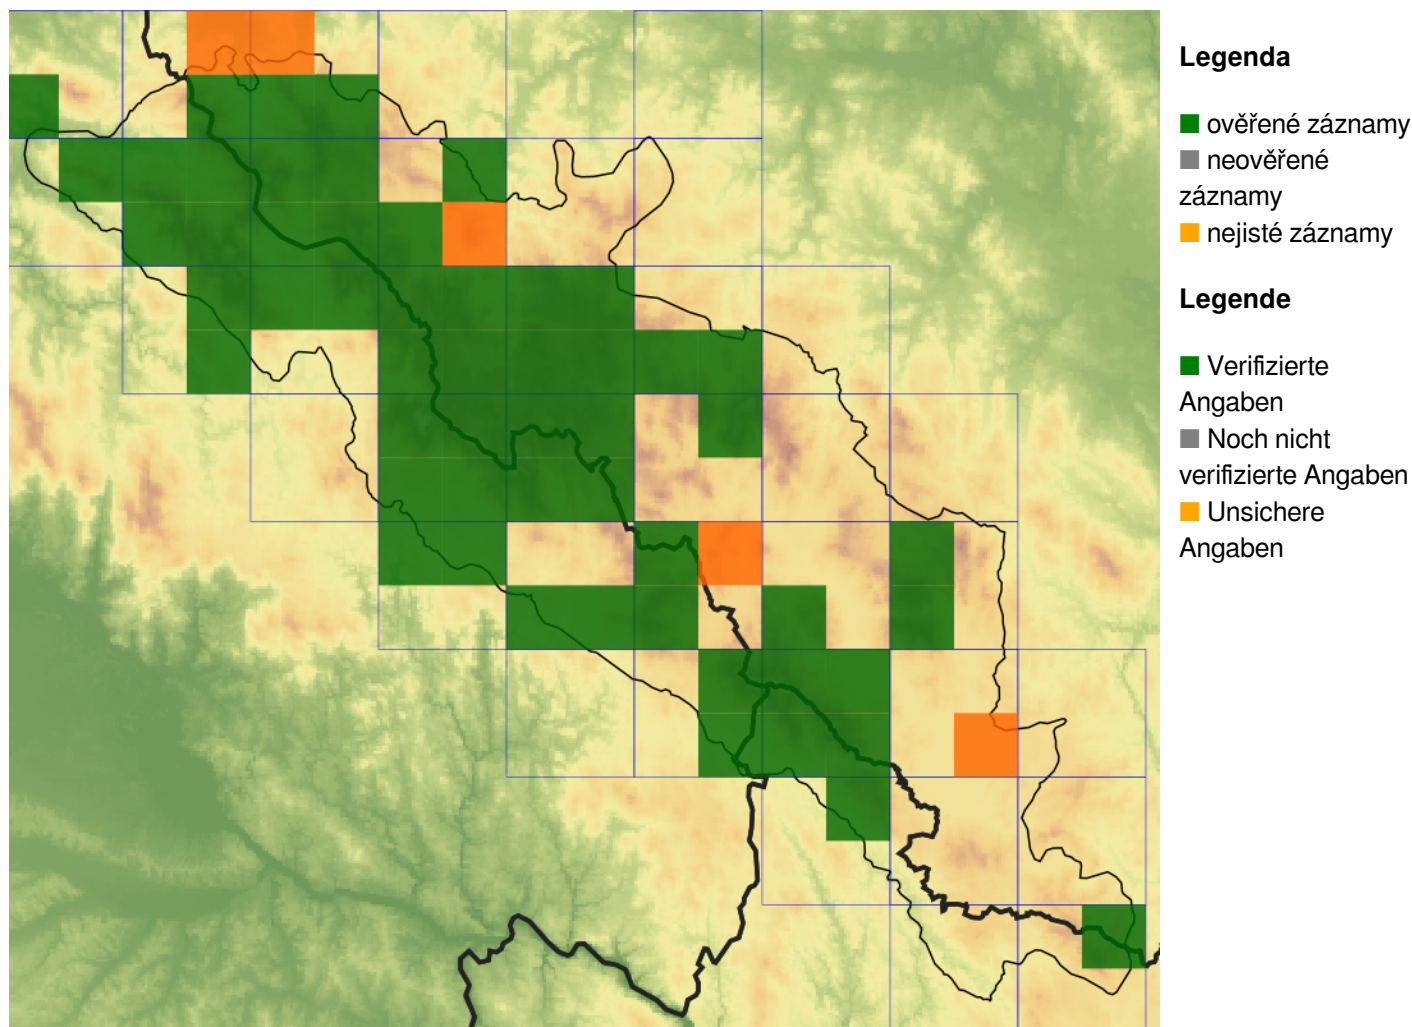 Legenda
ověřené záznamy
neověřené
záznamy
nejisté záznamy
Legende
Verifizierte
Angaben
Noch nicht
verifizierte Angaben
Unsichere
Angaben